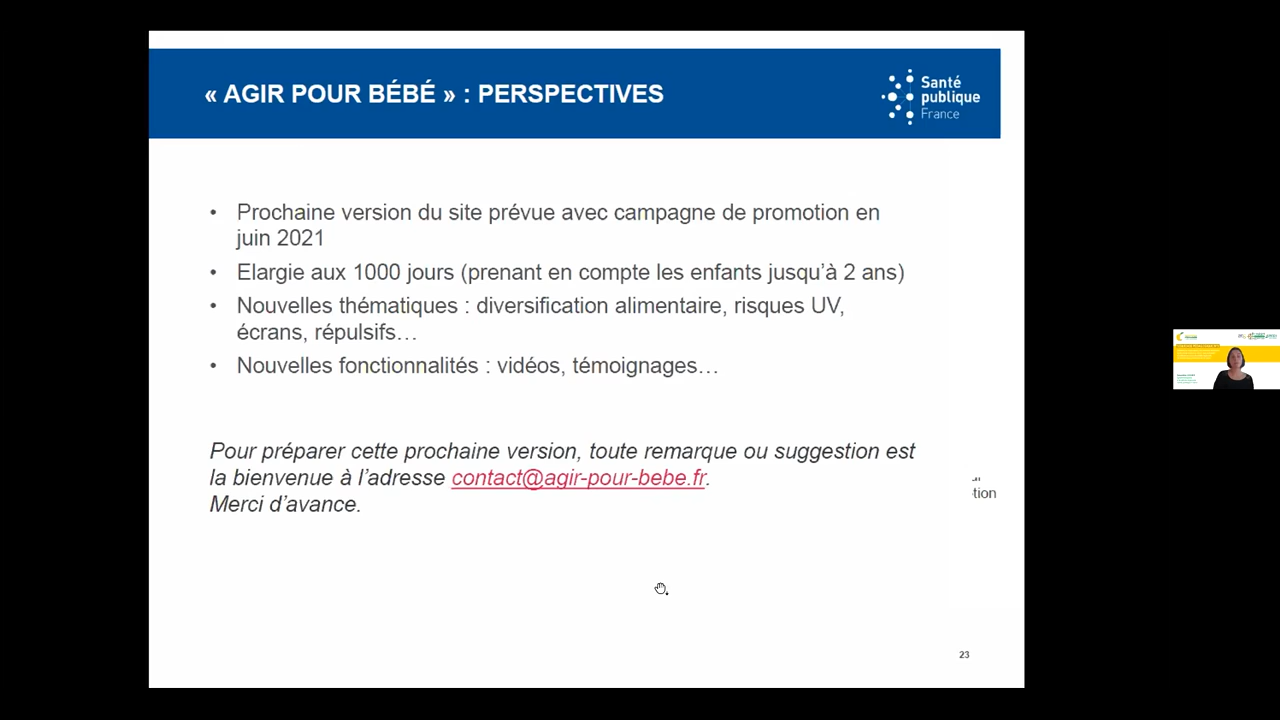 « AGIR POUR BÉBÉ » : PERSPECTIVES
Santé
publique
France
• Prochaine version du site prévue avec campagne de promotion en
juin 2021
• Elargie aux 1000 jours (prenant en compte les enfants jusqu'à 2 ans)
• Nouvelles thématiques : diversification alimentaire, risques UV,
écrans, répulsifs…
• Nouvelles fonctionnalités : vidéos, témoignages…
Pour préparer cette prochaine version, toute remarque ou suggestion est
la bienvenue à l'adresse contact@agir-pour-bebe.fr.
Merci d'avance.
tion
23